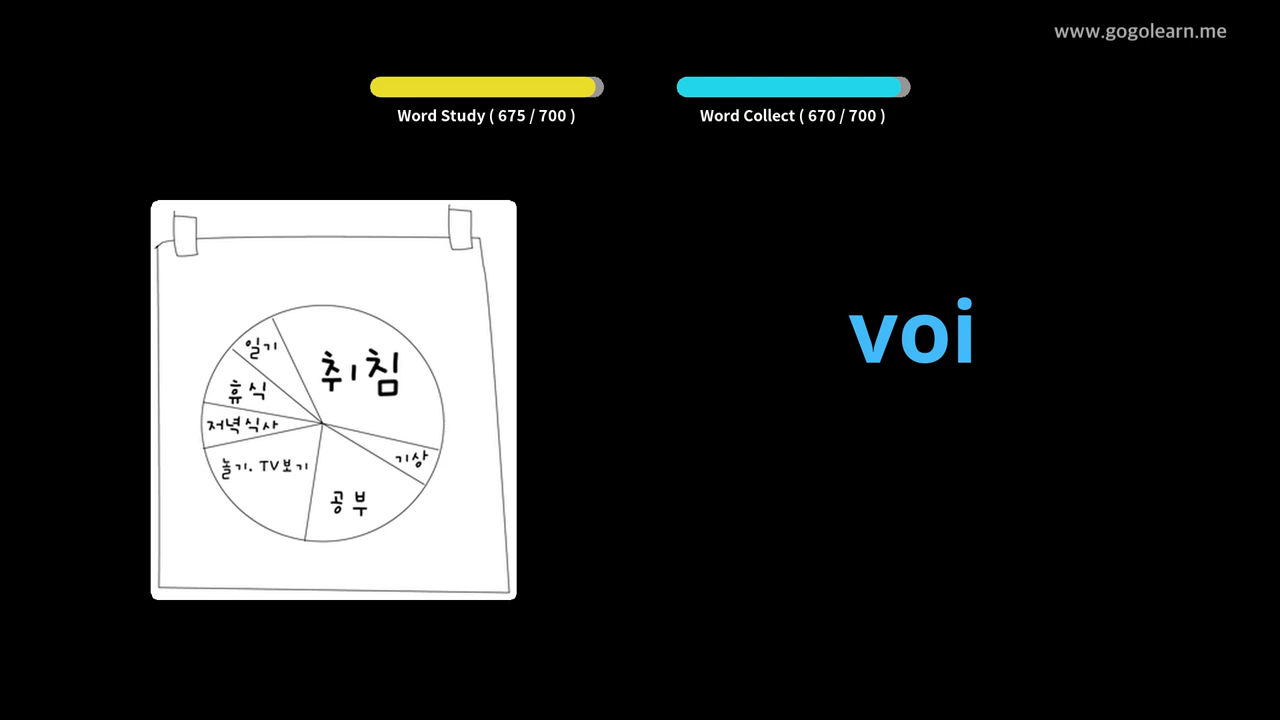 www.gogolearn.me
Word Study ( 675 / 700 )
Word Collect ( 670 / 700 )
voi
일기
취침
휴식
저녁식사
놀기. TV보기
기상
공부